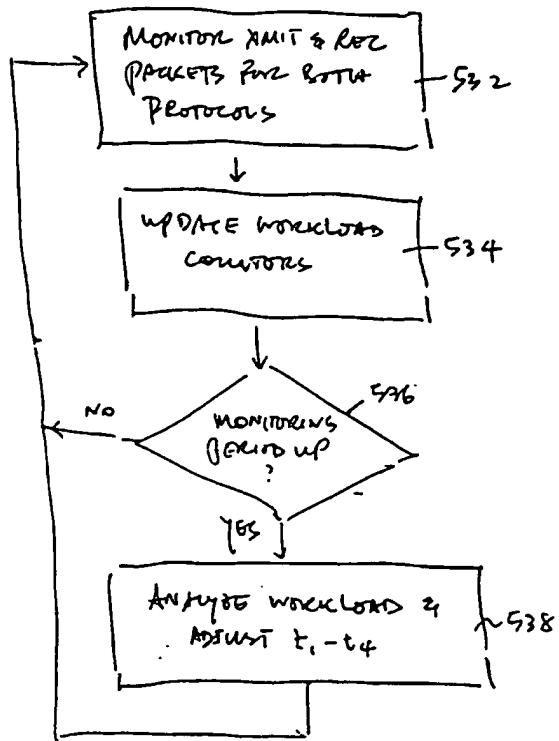 MONITOR XMIT & REC
PACKETS FOR BOTH
PROTOCOLS
532
UPDATE WORKLOAD
COUNTORS
534
536
MONITORING
PERIOD UP
?
NO
YES
ANALYZE WORKLOAD &
ADJUST t₁-t₄
538